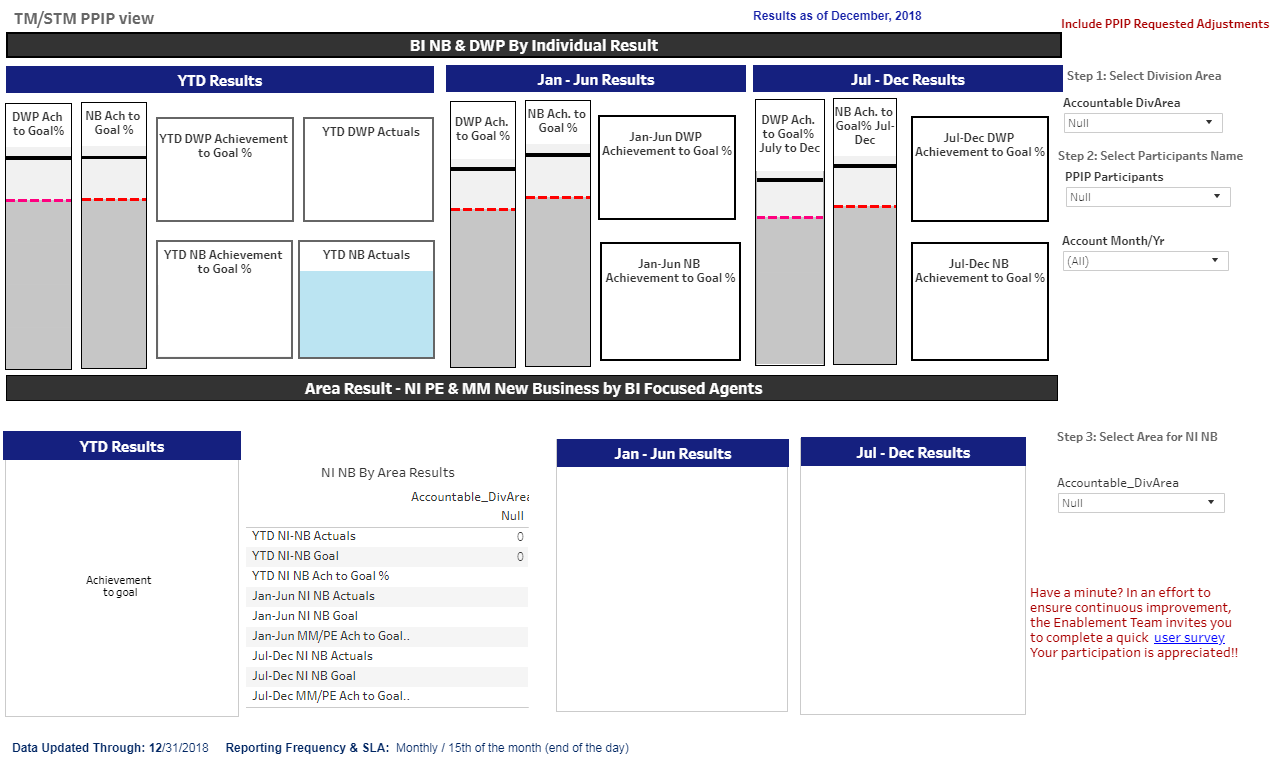 TM/STM PPIP view
Results as of December, 2018
Include PPIP Requested Adjustments
BI NB & DWP By Individual Result
YTD Results
Jan - Jun Results
Jul - Dec Results
Step 1: Select Division Area
Accountable DivArea
Null
Step 2: Select Participants Name
PPIP Participants
Null
Account Month/Yr
(All)
DWP Ach
to Goal%
NB Ach to
Goal %
YTD DWP Achievement
to Goal %
YTD DWP Actuals
YTD NB Achievement
to Goal %
YTD NB Actuals
DWP Ach.
to Goal %
NB Ach. to
Goal %
Jan-Jun DWP
Achievement to Goal %
Jan-Jun NB
Achievement to Goal %
DWP Ach.
to Goal%
July to Dec
NB Ach. to
Goal% Jul-
Dec
Jul-Dec DWP
Achievement to Goal %
Jul-Dec NB
Achievement to Goal %
Area Result - NI PE & MM New Business by BI Focused Agents
YTD Results
Achievement
to goal
NI NB By Area Results
Accountable_DivArea
Null
YTD NI-NB Actuals 0
YTD NI-NB Goal 0
YTD NI NB Ach to Goal %
Jan-Jun NI NB Actuals
Jan-Jun NI NB Goal
Jan-Jun MM/PE Ach to Goal..
Jul-Dec NI NB Actuals
Jul-Dec NI NB Goal
Jul-Dec MM/PE Ach to Goal..
Jan - Jun Results
Jul - Dec Results
Step 3: Select Area for NI NB
Accountable_DivArea
Null
Have a minute? In an effort to
ensure continuous improvement,
the Enablement Team invites you
to complete a quick user survey
Your participation is appreciated!!
Data Updated Through: 12/31/2018 Reporting Frequency & SLA: Monthly / 15th of the month (end of the day)